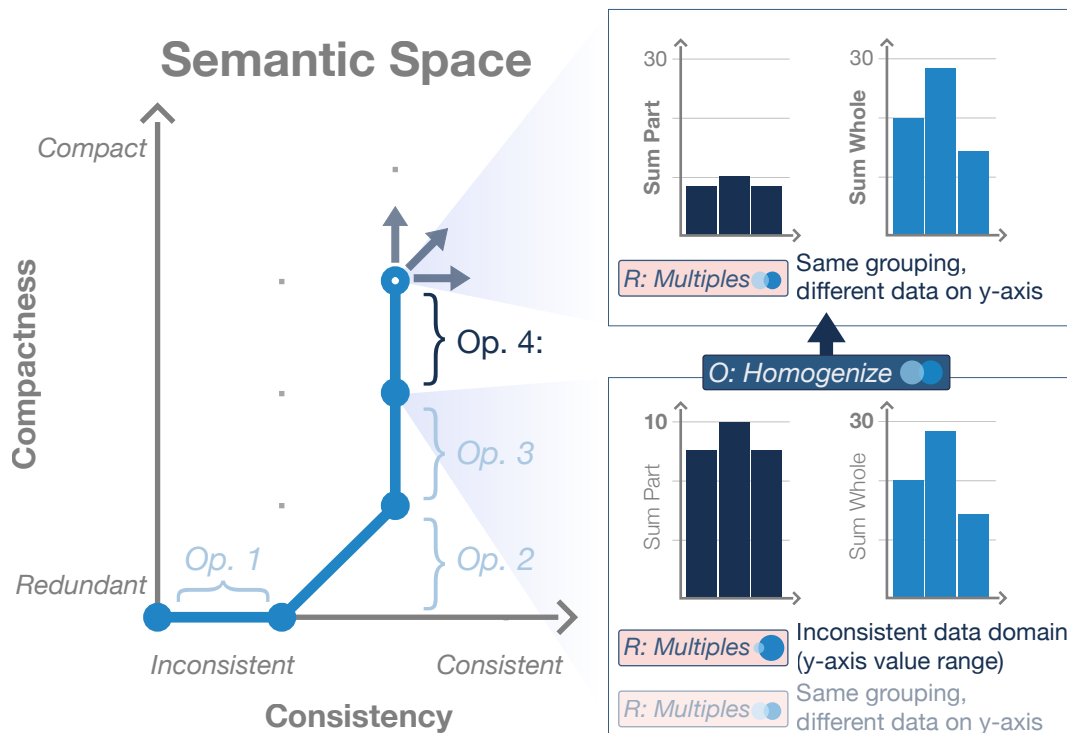 Semantic Space
Compact
Compactness
Redundant
Op. 1
Op. 2
Op. 3
Op. 4:
Inconsistent
Consistent
Consistency
30
Sum Part
30
Sum Whole
R: Multiples
Same grouping,
different data on y-axis
O: Homogenize
10
Sum Part
30
Sum Whole
R: Multiples
Inconsistent data domain
(y-axis value range)
R: Multiples
Same grouping,
different data on y-axis